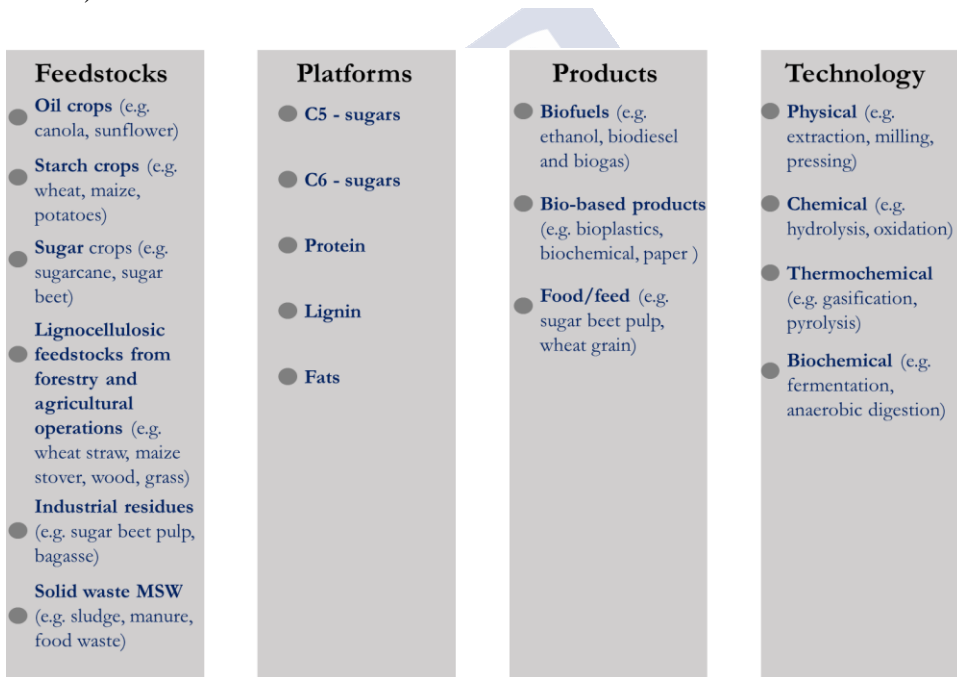 Feedstocks
Oil crops (e.g.
canola, sunflower)
Starch crops (e.g.
wheat, maize,
potatoes)
Sugar crops (e.g.
sugarcane, sugar
beet)
Lignocellulosic
feedstocks from
forestry and
agricultural
operations (e.g.
wheat straw, maize
stover, wood, grass)
Industrial residues
(e.g. sugar beet pulp,
bagasse)
Solid waste MSW
(e.g. sludge, manure,
food waste)
Platforms
C5 - sugars
C6 - sugars
Protein
Lignin
Fats
Products
Biofuels (e.g.
ethanol, biodiesel
and biogas)
Bio-based products
(e.g. bioplastics,
biochemical, paper )
Food/feed (e.g.
sugar beet pulp,
wheat grain)
Technology
Physical (e.g.
extraction, milling,
pressing)
Chemical (e.g.
hydrolysis, oxidation)
Thermochemical
(e.g. gasification,
pyrolysis)
Biochemical (e.g.
fermentation,
anaerobic digestion)